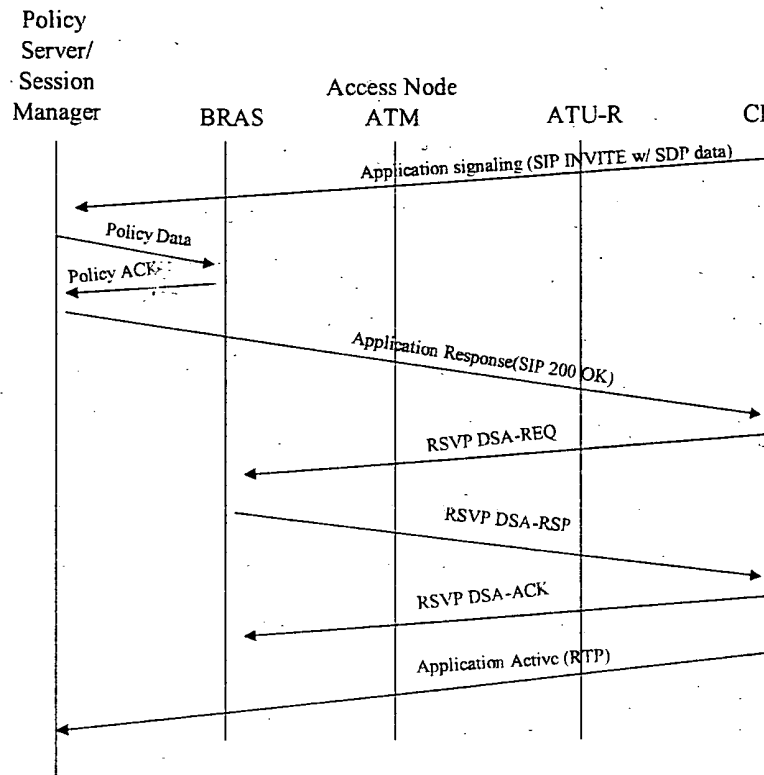 Policy
Server/
Session
Manager
BRAS
Access Node
ATM
ATU-R
Application signaling (SIP INVITE w/ SDP data)
Policy Data
Policy ACK
Application Response(SIP 200 OK)
RSVP DSA-REQ
RSVP DSA-RSP
RSVP DSA-ACK
Application Active (RTP)